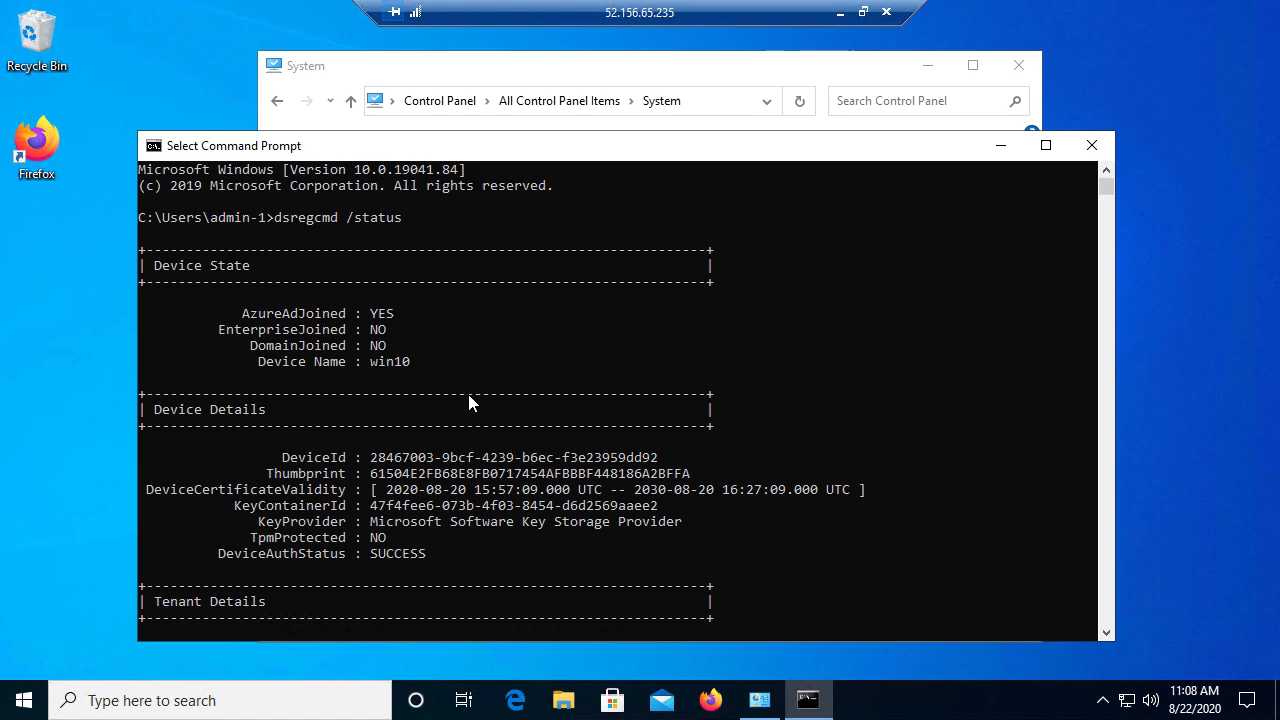 52.156.65.235
Recycle Bin
Firefox
System
Control Panel > All Control Panel Items > System
Search Control Panel
Select Command Prompt
Microsoft Windows [Version 10.0.19041.84]
(c) 2019 Microsoft Corporation. All rights reserved.
C:\Users\admin-1>dsregcmd /status
+----------------------------------------------------------------------+
| Device State                                                         |
+----------------------------------------------------------------------+
AzureAdJoined : YES
EnterpriseJoined : NO
DomainJoined : NO
Device Name : win10
+----------------------------------------------------------------------+
| Device Details                                                       |
+----------------------------------------------------------------------+
DeviceId : 28467003-9bcf-4239-b6ec-f3e23959dd92
Thumbprint : 61504E2FB68E8FB0717454AFBBBF448186A2BFFA
DeviceCertificateValidity : [ 2020-08-20 15:57:09.000 UTC -- 2030-08-20 16:27:09.000 UTC ]
KeyContainerId : 47f4fee6-073b-4f03-8454-d6d2569aaee2
KeyProvider : Microsoft Software Key Storage Provider
TpmProtected : NO
DeviceAuthStatus : SUCCESS
+----------------------------------------------------------------------+
| Tenant Details                                                       |
+----------------------------------------------------------------------+
Type here to search
11:08 AM
8/22/2020